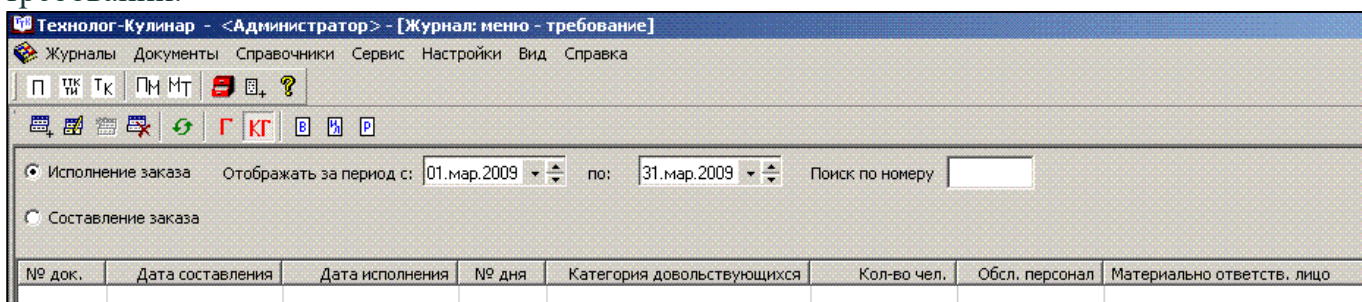 Технолог-Кулинар - <Администратор> - [Журнал: меню - требование]
Журналы Документы Справочники Сервис Настройки Вид Справка
П ТТК ТИ ТК ПМ МТ
Г КГ В И Р
Исполнение заказа Отображать за период с: 01.мар.2009 по: 31.мар.2009 Поиск по номеру
Составление заказа
№ док. Дата составления Дата исполнения № дня Категория довольствующихся Кол-во чел. Обсл. персонал Материально ответств. лицо